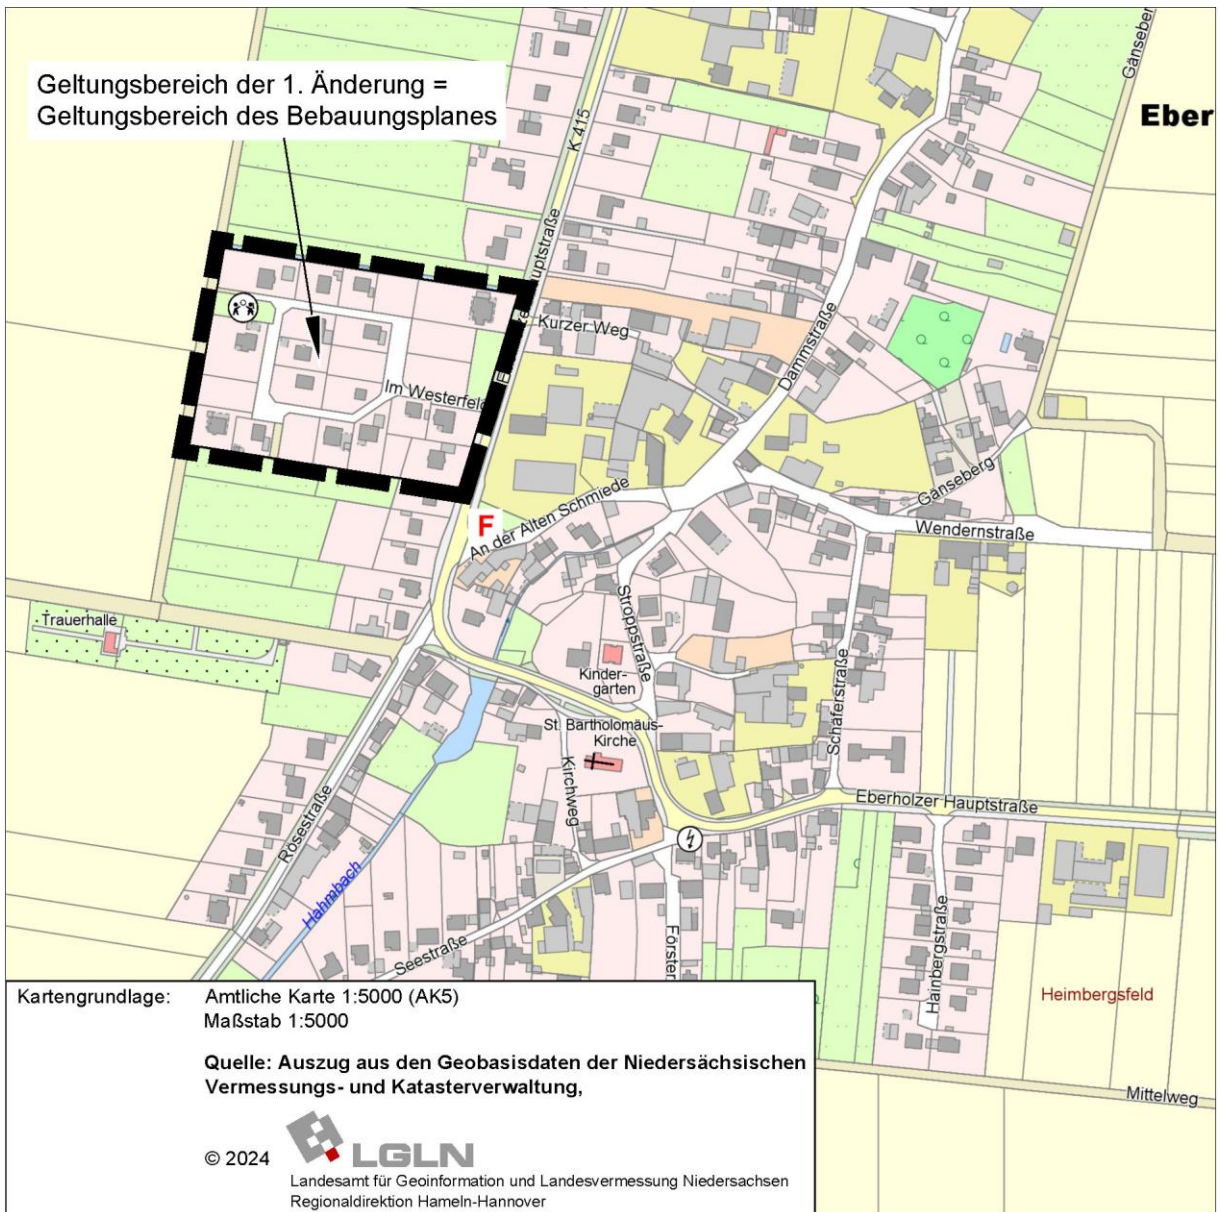 Geltungsbereich der 1. Änderung =
Geltungsbereich des Bebauungsplanes
K 415
Gänseber
Eber
Hauptstraße
Kurzer Weg
Dammstraße
Im Westerfeld
F
An der Alten Schmiede
Gänseberg
Wendernstraße
Trauerhalle
Stroppstraße
Kinder-
garten
Schäferstraße
St. Bartholomäus-
Kirche
Kirchweg
Eberholzer Hauptstraße
Rösestraße
Hahmbach
Seestraße
Förster
Hainbergstraße
Heimbergsfeld
Mittelweg
Kartengrundlage: Amtliche Karte 1:5000 (AK5)
Maßstab 1:5000
Quelle: Auszug aus den Geobasisdaten der Niedersächsischen
Vermessungs- und Katasterverwaltung,
© 2024 LGLN
Landesamt für Geoinformation und Landesvermessung Niedersachsen
Regionaldirektion Hameln-Hannover